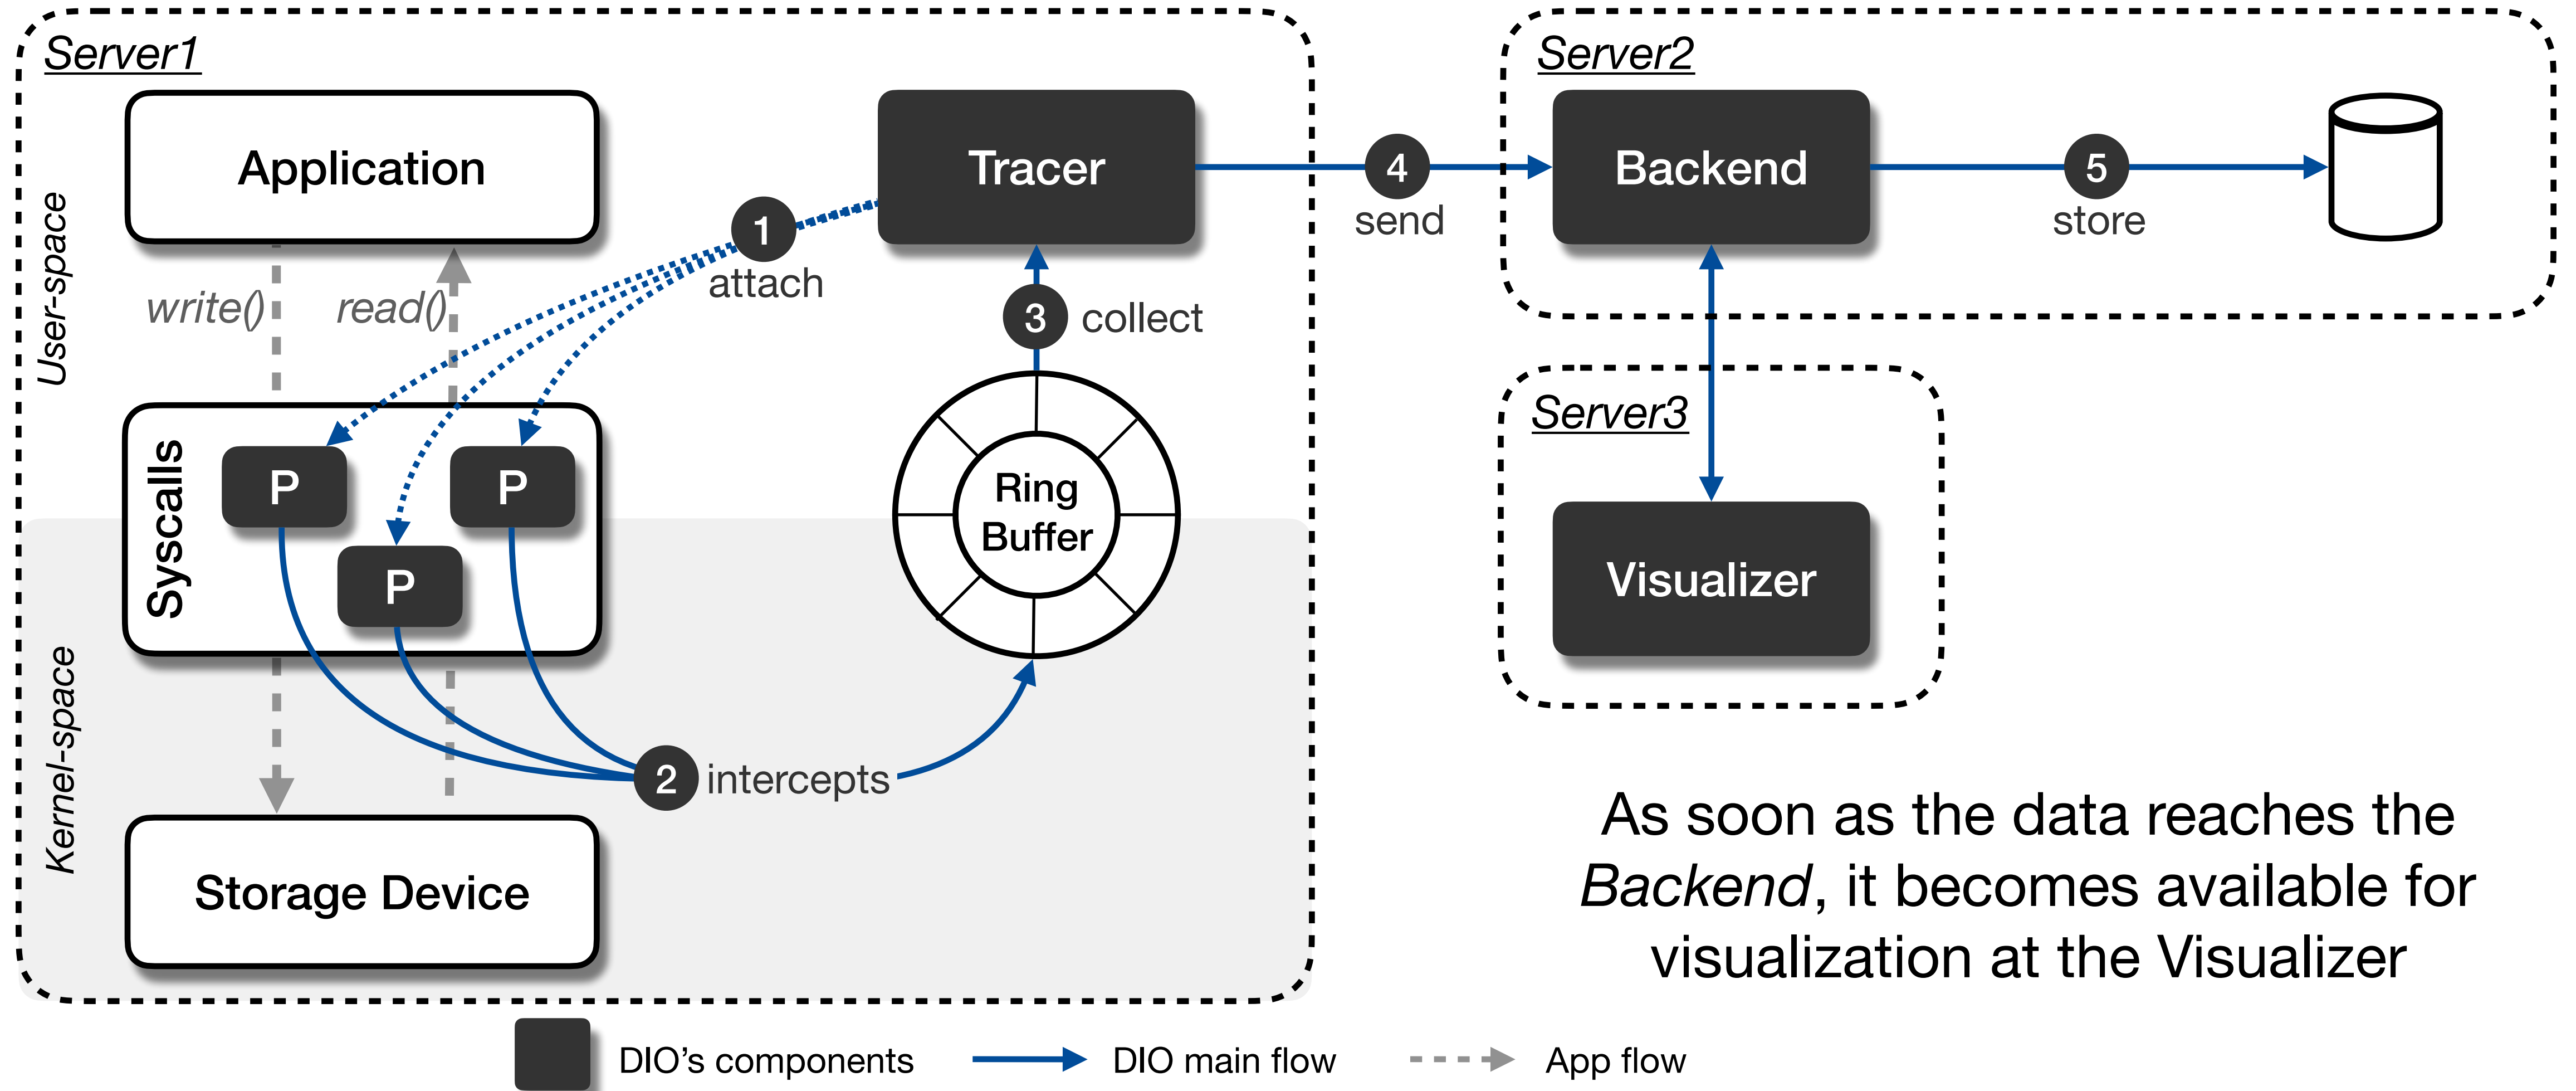 Server1
Application
Tracer
User-space
write()
read()
1
attach
3
collect
Syscalls
P
P
P
Ring
Buffer
Kernel-space
2
intercepts
Storage Device
4
send
Server2
Backend
5
store
Server3
Visualizer
As soon as the data reaches the
Backend, it becomes available for
visualization at the Visualizer
DIO's components
DIO main flow
App flow